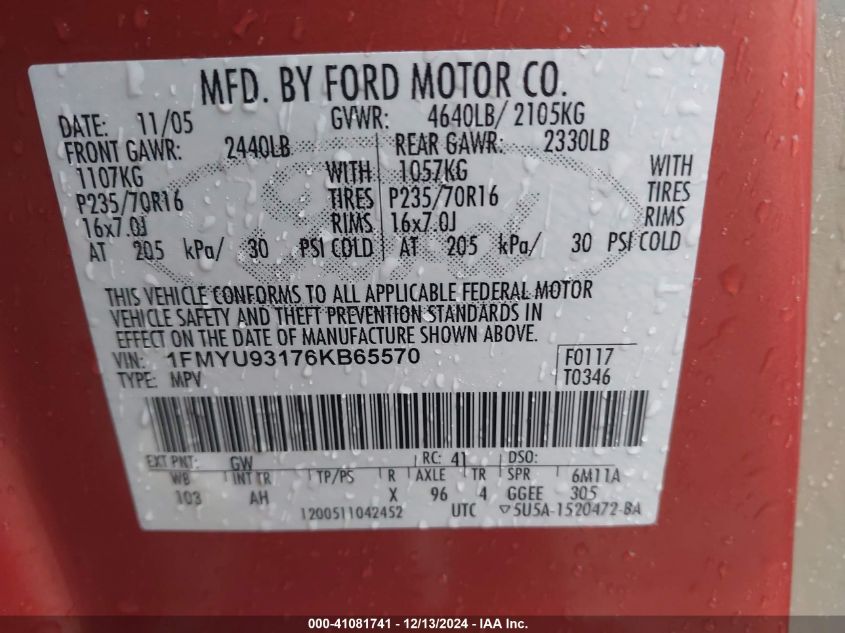 MFD. BY FORD MOTOR CO.
DATE: 11/05 GVWR: 4640LB/ 2105KG
FRONT GAWR: 2440LB REAR GAWR: 2330LB
1107KG WITH 1057KG WITH
P235/70R16 TIRES P235/70R16 TIRES
16x7.0J RIMS 16x7.0J RIMS
AT 205 kPa/ 30 PSI COLD AT 205 kPa/ 30 PSI COLD
THIS VEHICLE CONFORMS TO ALL APPLICABLE FEDERAL MOTOR
VEHICLE SAFETY AND THEFT PREVENTION STANDARDS IN
EFFECT ON THE DATE OF MANUFACTURE SHOWN ABOVE.
VIN: 1FMYU93176KB65570 F0117
TYPE: MPV T0346
EXT PNT: GW RC: 41 DSO:
WB INT TR TP/PS R AXLE TR SPR 6M11A
103 AH X 96 4 GGEE 305
1200511042452 UTC ▽5U5A-1520472-BA
000-41081741 - 12/13/2024 - IAA, Inc.